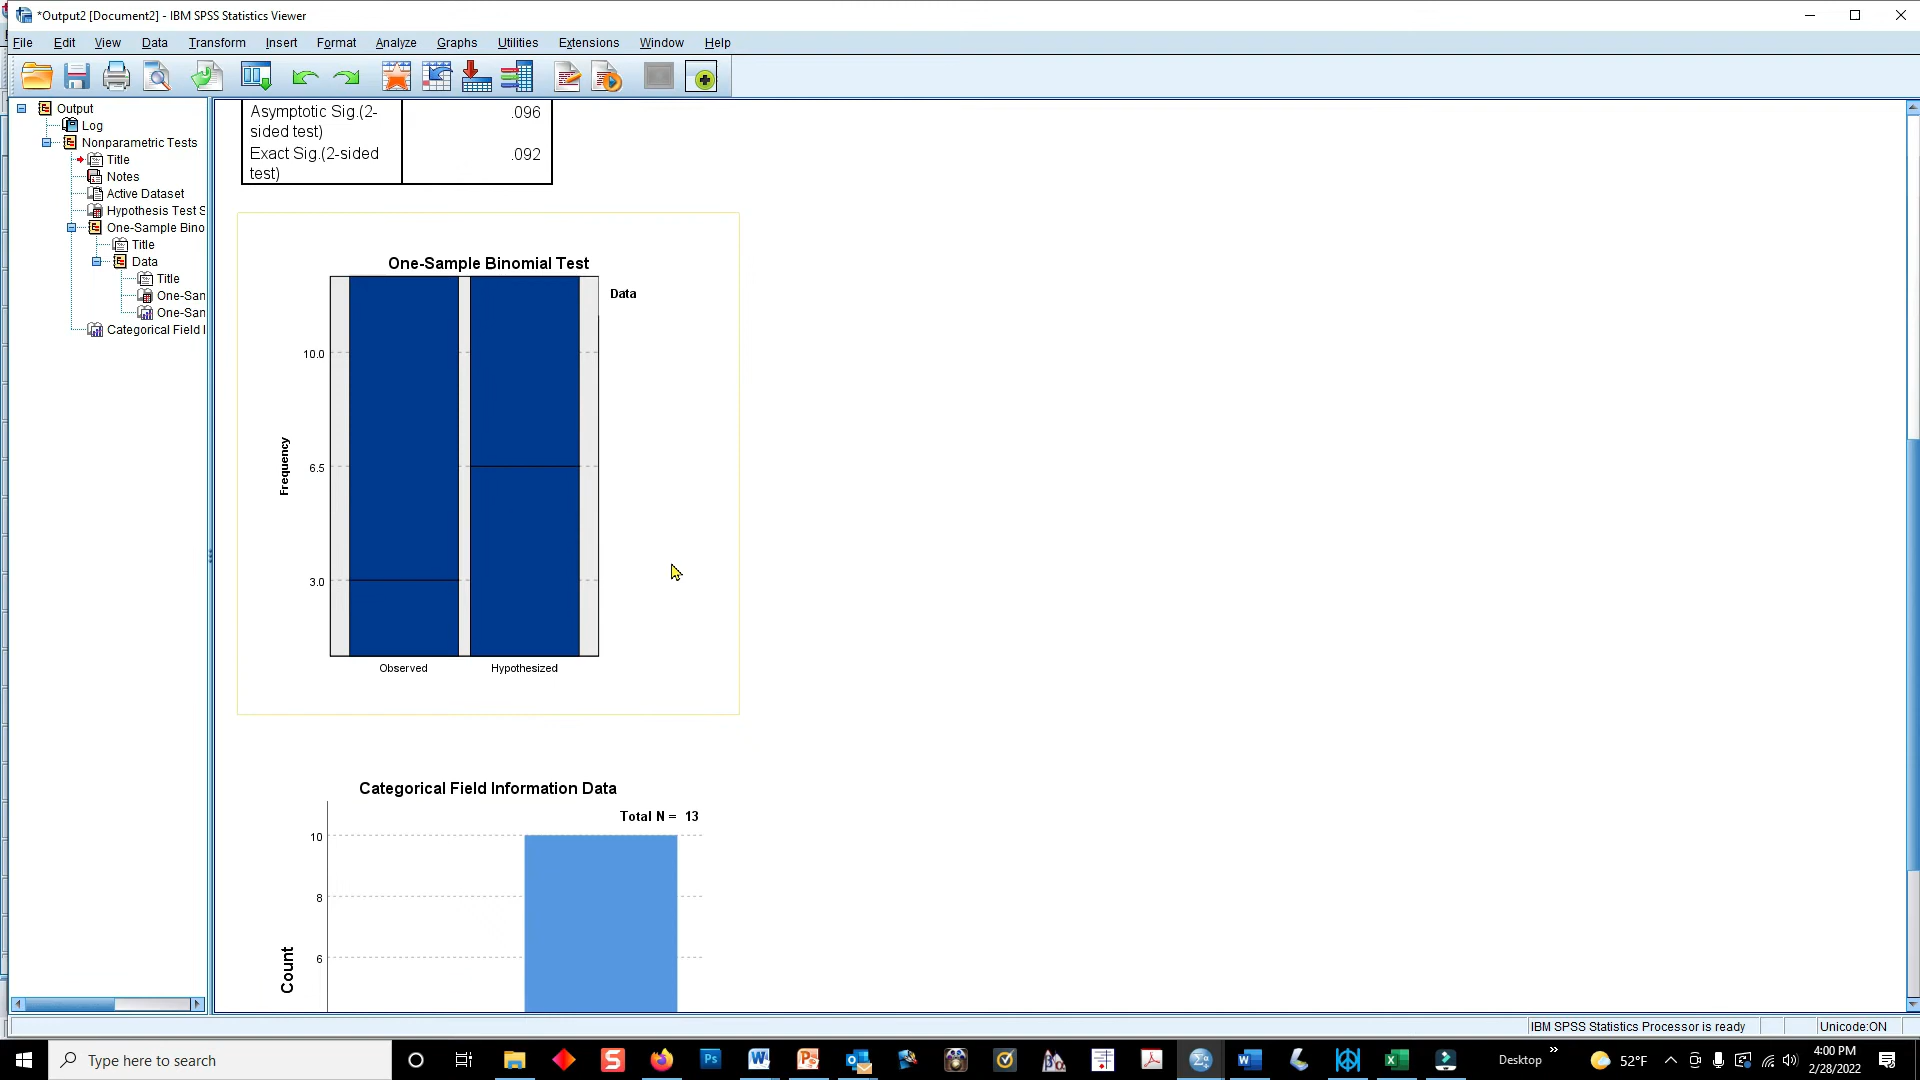 *Output2 [Document2] - IBM SPSS Statistics Viewer
File Edit View Data Transform Insert Format Analyze Graphs Utilities Extensions Window Help
Output
Log
Nonparametric Tests
Title
Notes
Active Dataset
Hypothesis Test S
One-Sample Bino
Title
Data
Title
One-San
One-San
Categorical Field I
Asymptotic Sig.(2-
sided test) .096
Exact Sig.(2-sided
test) .092
One-Sample Binomial Test
Data
10.0
6.5
3.0
Frequency
Observed Hypothesized
Categorical Field Information Data
Total N = 13
10
8
6
Count
IBM SPSS Statistics Processor is ready Unicode:ON
Type here to search
Desktop
52°F
4:00 PM
2/28/2022